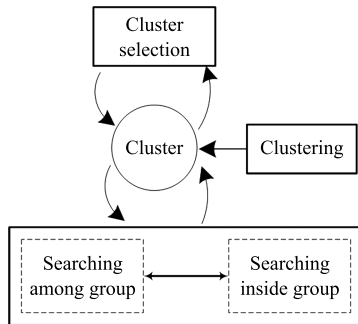 Cluster
selection
Cluster
Clustering
Searching
among group
Searching
inside group